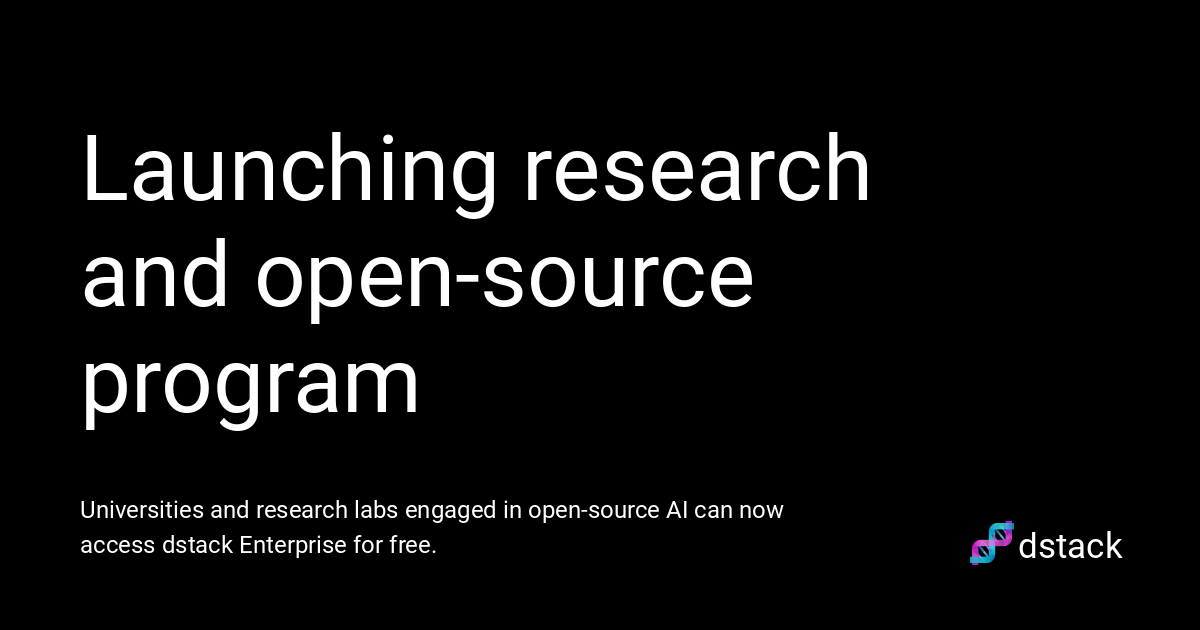 Launching research
and open-source
program
Universities and research labs engaged in open-source AI can now
access dstack Enterprise for free.
dstack